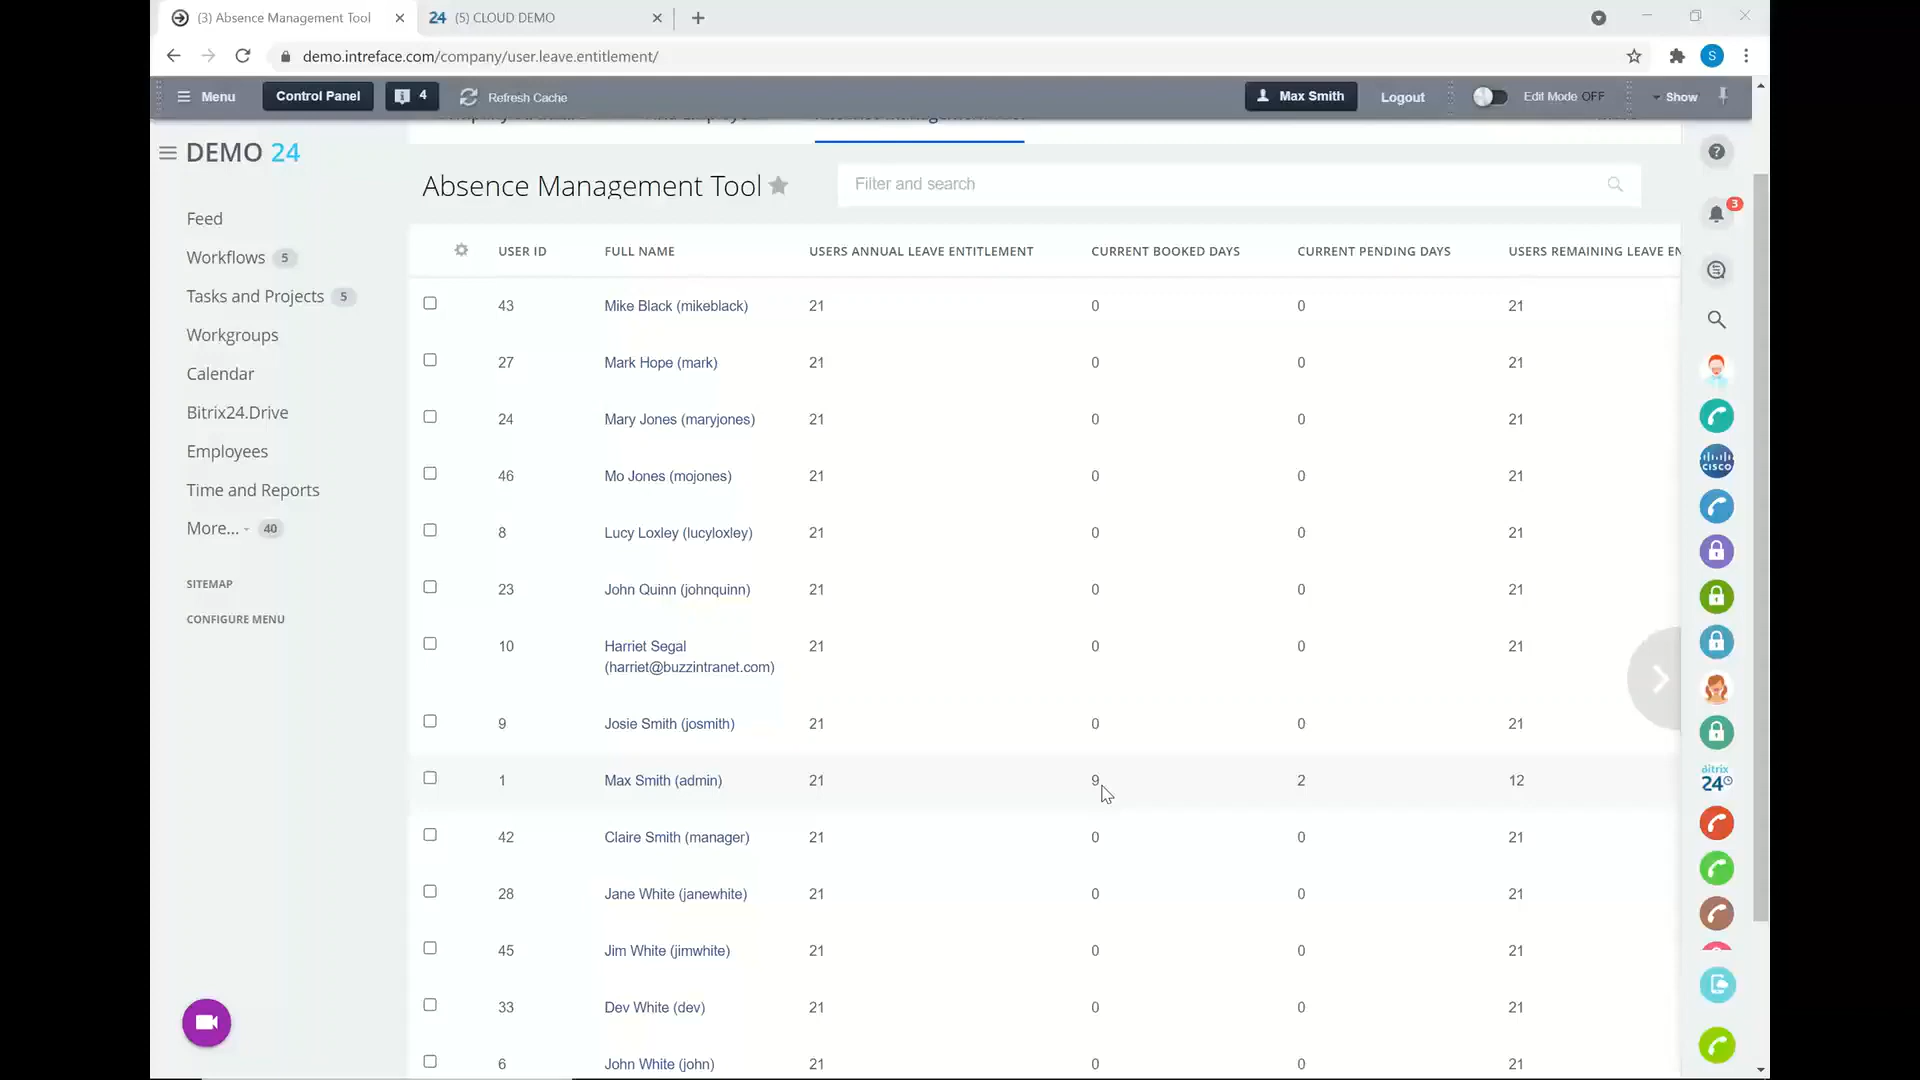 (3) Absence Management Tool
24 (5) CLOUD DEMO
demo.intreface.com/company/user.leave.entitlement/
S
Menu
Control Panel
4
Refresh Cache
Max Smith
Logout
Edit Mode OFF
Show
DEMO 24
Absence Management Tool
Filter and search
3
Feed
Workflows 5
Tasks and Projects 5
Workgroups
Calendar
Bitrix24.Drive
Employees
Time and Reports
More... 40
SITEMAP
CONFIGURE MENU
USER ID FULL NAME USERS ANNUAL LEAVE ENTITLEMENT CURRENT BOOKED DAYS CURRENT PENDING DAYS USERS REMAINING LEAVE EN
43 Mike Black (mikeblack) 21 0 0 21
27 Mark Hope (mark) 21 0 0 21
24 Mary Jones (maryjones) 21 0 0 21
46 Mo Jones (mojones) 21 0 0 21
8 Lucy Loxley (lucyloxley) 21 0 0 21
23 John Quinn (johnquinn) 21 0 0 21
10 Harriet Segal 21 0 0 21
(harriet@buzzintranet.com)
9 Josie Smith (josmith) 21 0 0 21
1 Max Smith (admin) 21 9 2 12
42 Claire Smith (manager) 21 0 0 21
28 Jane White (janewhite) 21 0 0 21
45 Jim White (jimwhite) 21 0 0 21
33 Dev White (dev) 21 0 0 21
6 John White (john) 21 0 0 21
CISCO
24